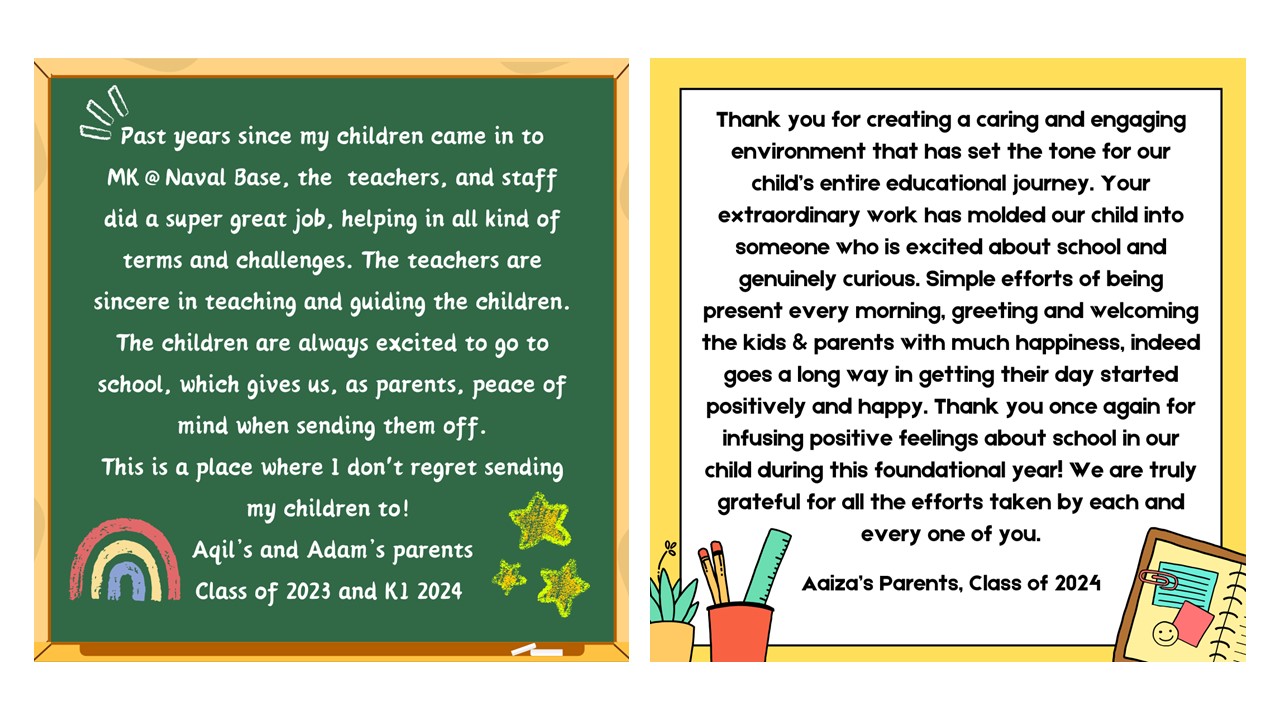 Past years since my children came in to
MK @ Naval Base, the teachers, and staff
did a super great job, helping in all kind of
terms and challenges. The teachers are
sincere in teaching and guiding the children.
The children are always excited to go to
school, which gives us, as parents, peace of
mind when sending them off.
This is a place where I don't regret sending
my children to!
Aqil's and Adam's parents
Class of 2023 and K1 2024
Thank you for creating a caring and engaging
environment that has set the tone for our
child's entire educational journey. Your
extraordinary work has molded our child into
someone who is excited about school and
genuinely curious. Simple efforts of being
present every morning, greeting and welcoming
the kids & parents with much happiness, indeed
goes a long way in getting their day started
positively and happy. Thank you once again for
infusing positive feelings about school in our
child during this foundational year! We are truly
grateful for all the efforts taken by each and
every one of you.
Aaiza's Parents, Class of 2024